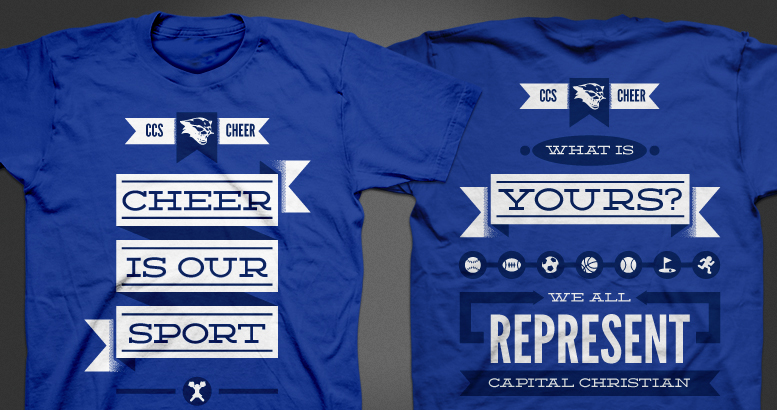 CCS CHEER
CHEER
IS OUR
SPORT
CCS CHEER
WHAT IS
YOURS?
WE ALL
REPRESENT
CAPITAL CHRISTIAN